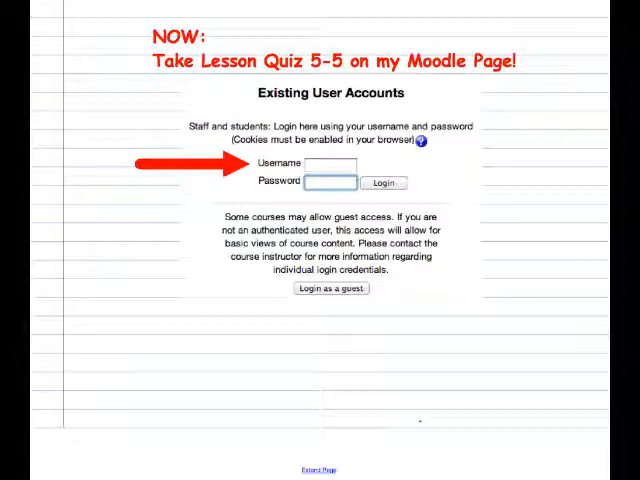 NOW:
Take Lesson Quiz 5-5 on my Moodle Page!
Existing User Accounts
Staff and students: Login here using your username and password
(Cookies must be enabled in your browser) ?
Username
Password Login
Some courses may allow guest access. If you are
not an authenticated user, this access will allow for
basic views of course content. Please contact the
course instructor for more information regarding
individual login credentials.
Login as a guest
Extend Page